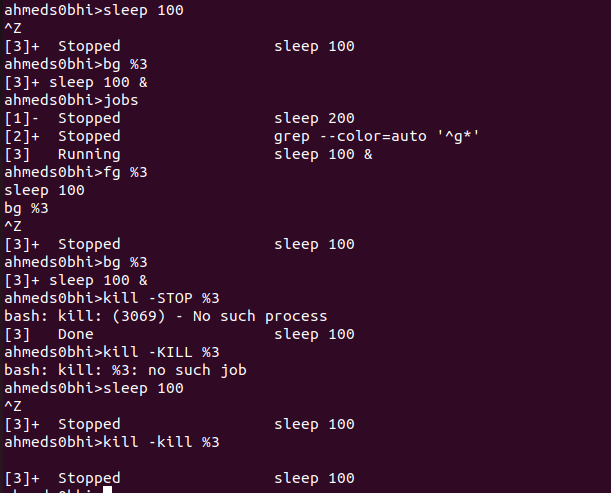 ahmeds0bhi>sleep 100
^Z
[3]+  Stopped                 sleep 100
ahmeds0bhi>bg %3
[3]+ sleep 100 &
ahmeds0bhi>jobs
[1]-  Stopped                 sleep 200
[2]+  Stopped                 grep --color=auto '^g*'
[3]   Running                 sleep 100 &
ahmeds0bhi>fg %3
sleep 100
bg %3
^Z
[3]+  Stopped                 sleep 100
ahmeds0bhi>bg %3
[3]+ sleep 100 &
ahmeds0bhi>kill -STOP %3
bash: kill: (3069) - No such process
[3]   Done                    sleep 100
ahmeds0bhi>kill -KILL %3
bash: kill: %3: no such job
ahmeds0bhi>sleep 100
^Z
[3]+  Stopped                 sleep 100
ahmeds0bhi>kill -kill %3
[3]+  Stopped                 sleep 100
ahmeds0bhi>